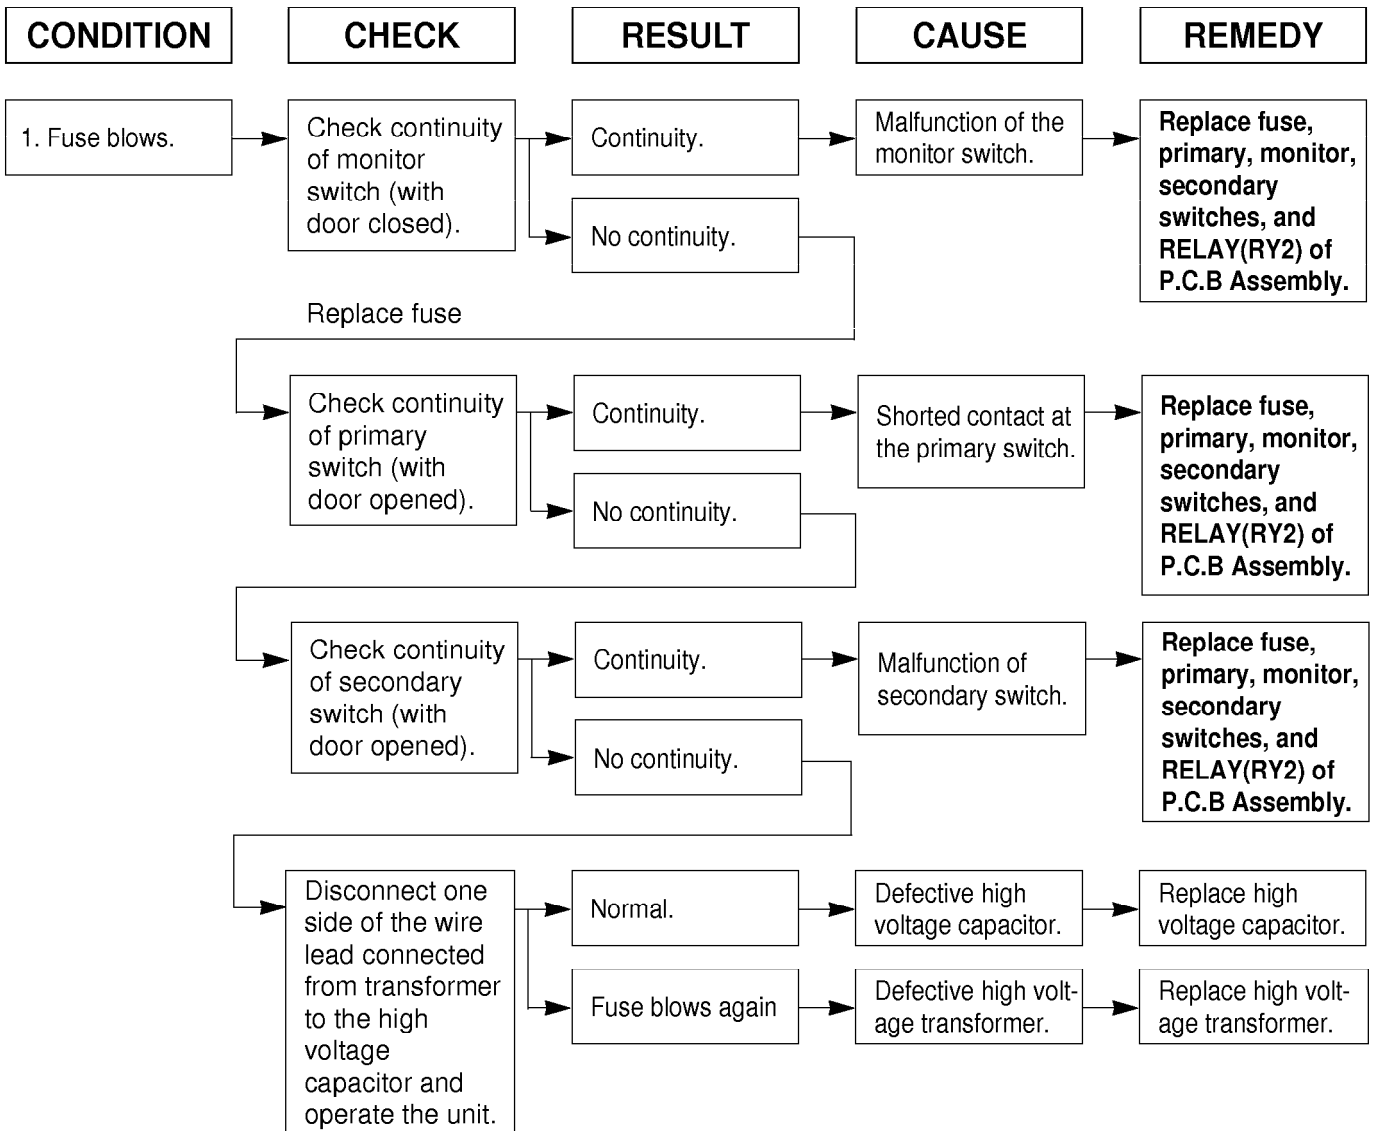 CONDITION
CHECK
RESULT
CAUSE
REMEDY
1. Fuse blows.
Check continuity
of monitor
switch (with
door closed).
Continuity.
Malfunction of the
monitor switch.
Replace fuse,
primary, monitor,
secondary
switches, and
RELAY(RY2) of
P.C.B Assembly.
No continuity.
Replace fuse
Check continuity
of primary
switch (with
door opened).
Continuity.
Shorted contact at
the primary switch.
Replace fuse,
primary, monitor,
secondary
switches, and
RELAY(RY2) of
P.C.B Assembly.
No continuity.
Check continuity
of secondary
switch (with
door opened).
Continuity.
Malfunction of
secondary switch.
Replace fuse,
primary, monitor,
secondary
switches, and
RELAY(RY2) of
P.C.B Assembly.
No continuity.
Disconnect one
side of the wire
lead connected
from transformer
to the high
voltage
capacitor and
operate the unit.
Normal.
Defective high
voltage capacitor.
Replace high
voltage capacitor.
Fuse blows again
Defective high volt-
age transformer.
Replace high volt-
age transformer.